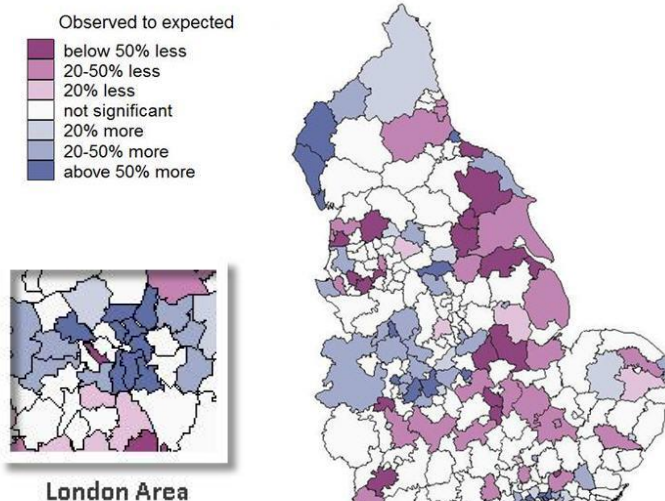 Observed to expected
below 50% less
20-50% less
20% less
not significant
20% more
20-50% more
above 50% more
London Area